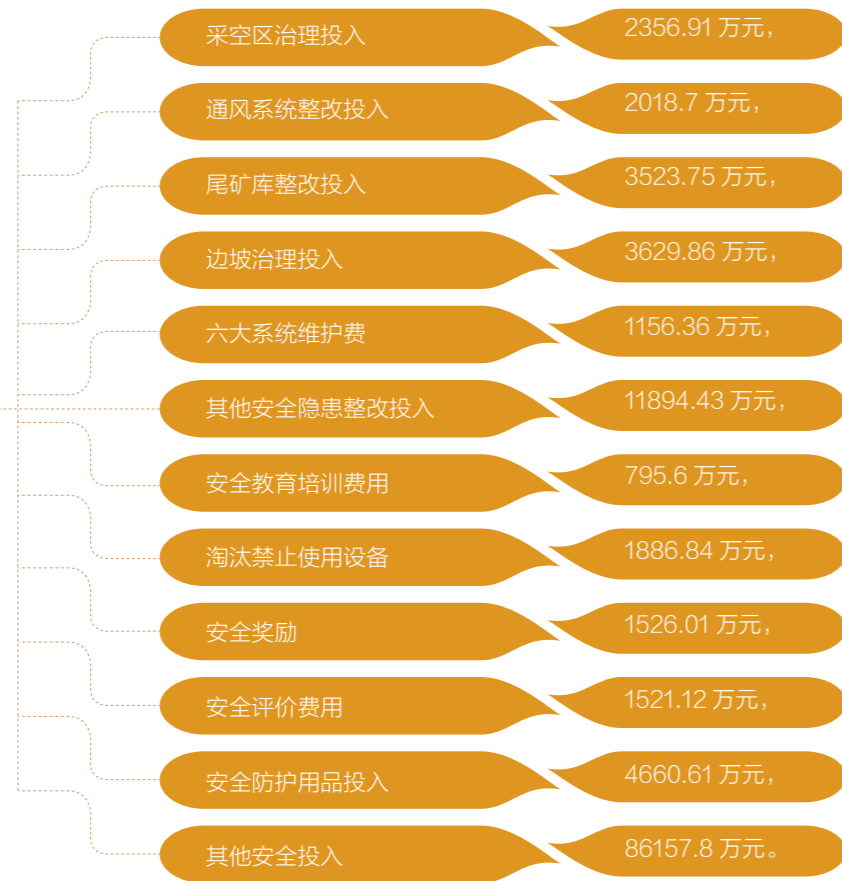 采空区治理投入 2356.91 万元，
通风系统整改投入 2018.7 万元，
尾矿库整改投入 3523.75 万元，
边坡治理投入 3629.86 万元，
六大系统维护费 1156.36 万元，
其他安全隐患整改投入 11894.43 万元，
安全教育培训费用 795.6 万元，
淘汰禁止使用设备 1886.84 万元，
安全奖励 1526.01 万元，
安全评价费用 1521.12 万元，
安全防护用品投入 4660.61 万元，
其他安全投入 86157.8 万元。